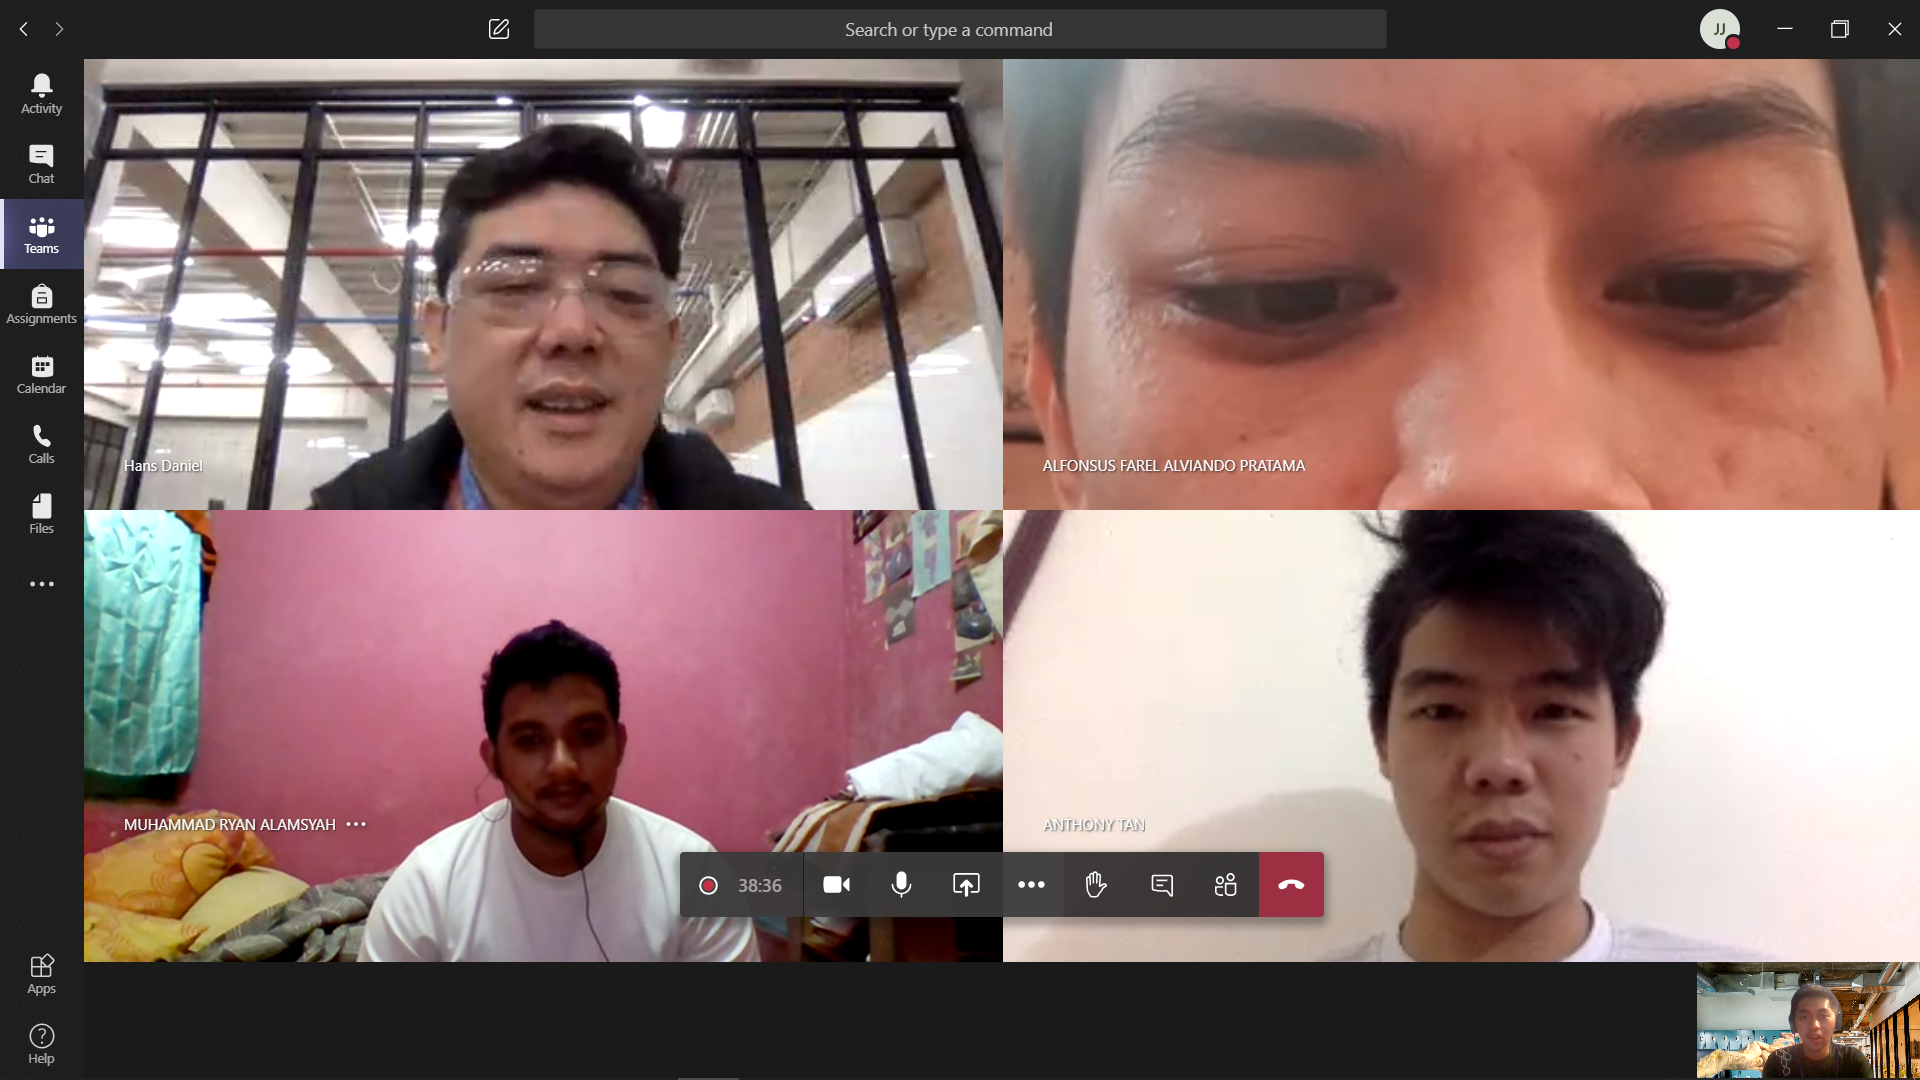 Search or type a command
JJ
Activity
Chat
Teams
Assignments
Calendar
Calls
Files
Apps
Help
Hans Daniel
ALFONSUS FAREL ALVIANDO PRATAMA
MUHAMMAD RYAN ALAMSYAH
ANTHONY TAN
38:36